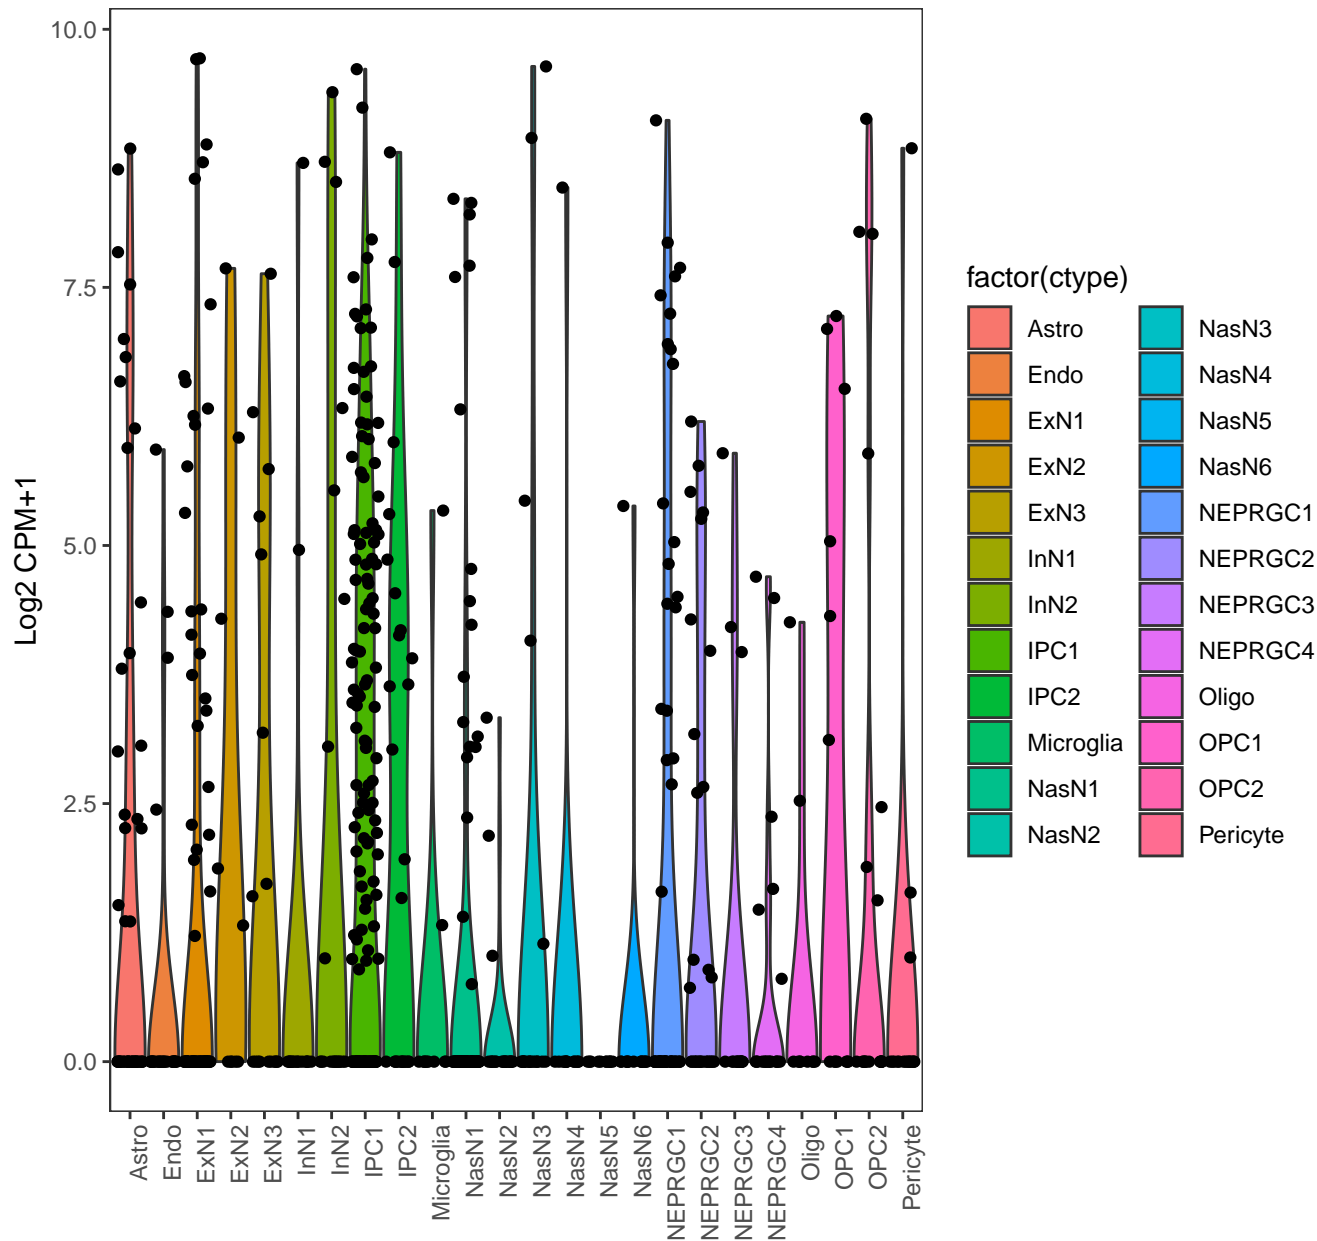 10.0
7.5
5.0
2.5
0.0
Log2 CPM+1
Astro
Endo
ExN1
ExN2
ExN3
InN1
InN2
IPC1
IPC2
Microglia
NasN1
NasN2
NasN3
NasN4
NasN5
NasN6
NEPRGC1
NEPRGC2
NEPRGC3
NEPRGC4
Oligo
OPC1
OPC2
Pericyte
factor(ctype)
Astro
Endo
ExN1
ExN2
ExN3
InN1
InN2
IPC1
IPC2
Microglia
NasN1
NasN2
NasN3
NasN4
NasN5
NasN6
NEPRGC1
NEPRGC2
NEPRGC3
NEPRGC4
Oligo
OPC1
OPC2
Pericyte